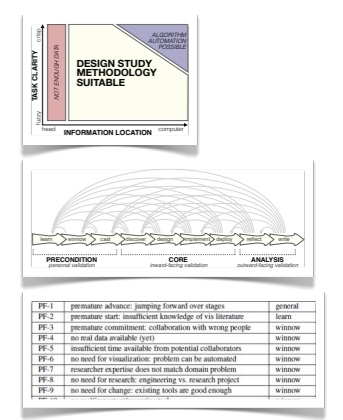 TASK CLARITY
crisp
fuzzy
NOT ENOUGH DATA
DESIGN STUDY
METHODOLOGY
SUITABLE
ALGORITHM
AUTOMATION
POSSIBLE
head
INFORMATION LOCATION
computer
learn winnow cast discover design implement deploy reflect write
PRECONDITION CORE ANALYSIS
personal validation inward-facing validation outward-facing validation
PF-1 premature advance: jumping forward over stages general
PF-2 premature start: insufficient knowledge of vis literature learn
PF-3 premature commitment: collaboration with wrong people winnow
PF-4 no real data available (yet) winnow
PF-5 insufficient time available from potential collaborators winnow
PF-6 no need for visualization: problem can be automated winnow
PF-7 researcher expertise does not match domain problem winnow
PF-8 no need for research: engineering vs. research project winnow
PF-9 no need for change: existing tools are good enough winnow